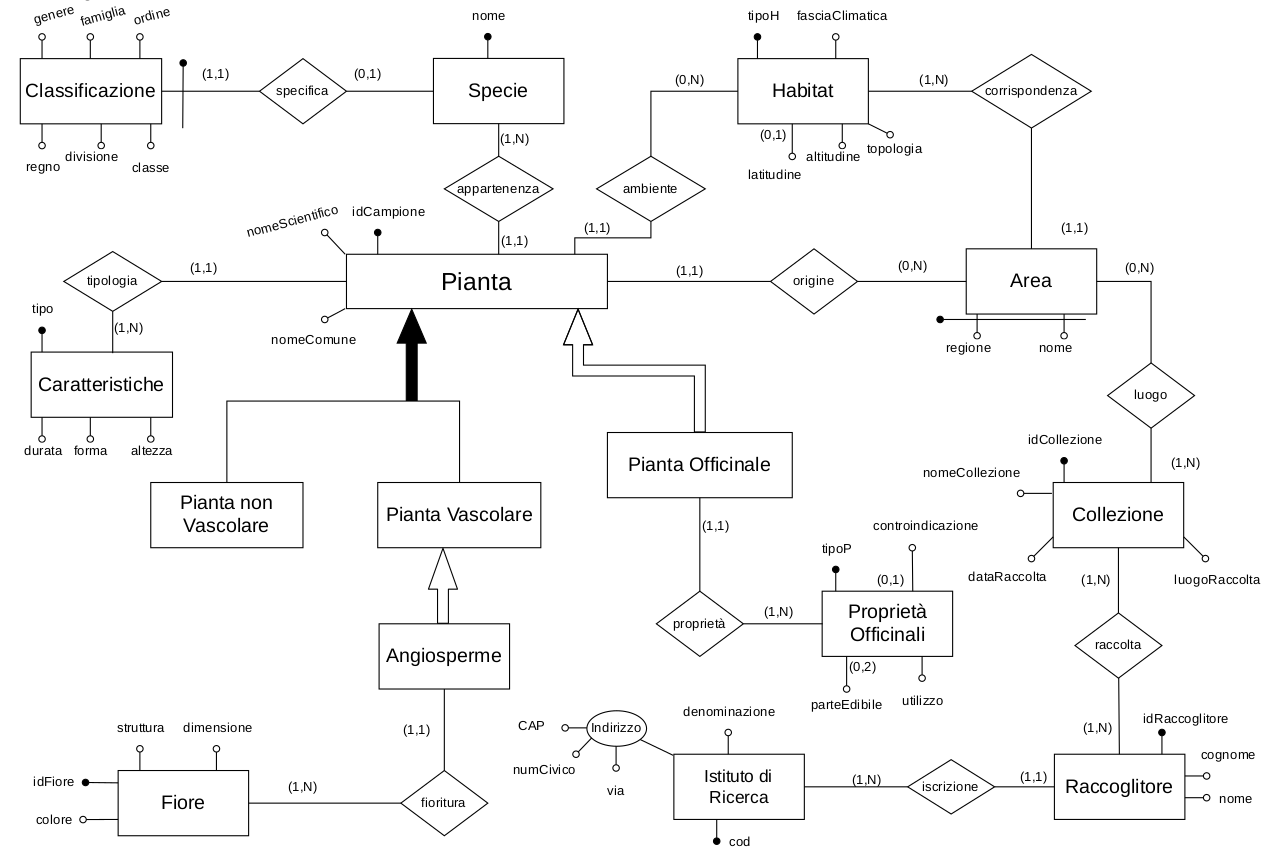 genere famiglia ordine
nome
tipoH fasciaClimatica
Classificazione
(1,1)
specifica
(0,1)
Specie
(0,N)
Habitat
(1,N)
corrispondenza
regno
divisione
classe
(1,N)
(0,1)
latitudine
altitudine
topologia
appartenenza
ambiente
nomeScientifico
idCampione
(1,1)
(1,1)
(1,1)
tipologia
(1,1)
Pianta
(1,1)
origine
(0,N)
Area
(0,N)
tipo
(1,N)
nomeComune
regione
nome
Caratteristiche
durata
forma
altezza
luogo
Pianta Officinale
idCollezione
(1,N)
nomeCollezione
Pianta non
Vascolare
Pianta Vascolare
Collezione
(1,1)
controindicazione
tipoP
(0,1)
dataRaccolta
(1,N)
luogoRaccolta
proprietà
(1,N)
Proprietà
Officinali
raccolta
Angiosperme
(0,2)
parteEdibile
utilizzo
struttura
dimensione
(1,1)
CAP
Indirizzo
denominazione
(1,N)
idRaccoglitore
numCivico
via
cognome
idFiore
(1,N)
Istituto di
Ricerca
(1,N)
iscrizione
(1,1)
Raccoglitore
nome
colore
Fiore
fioritura
cod